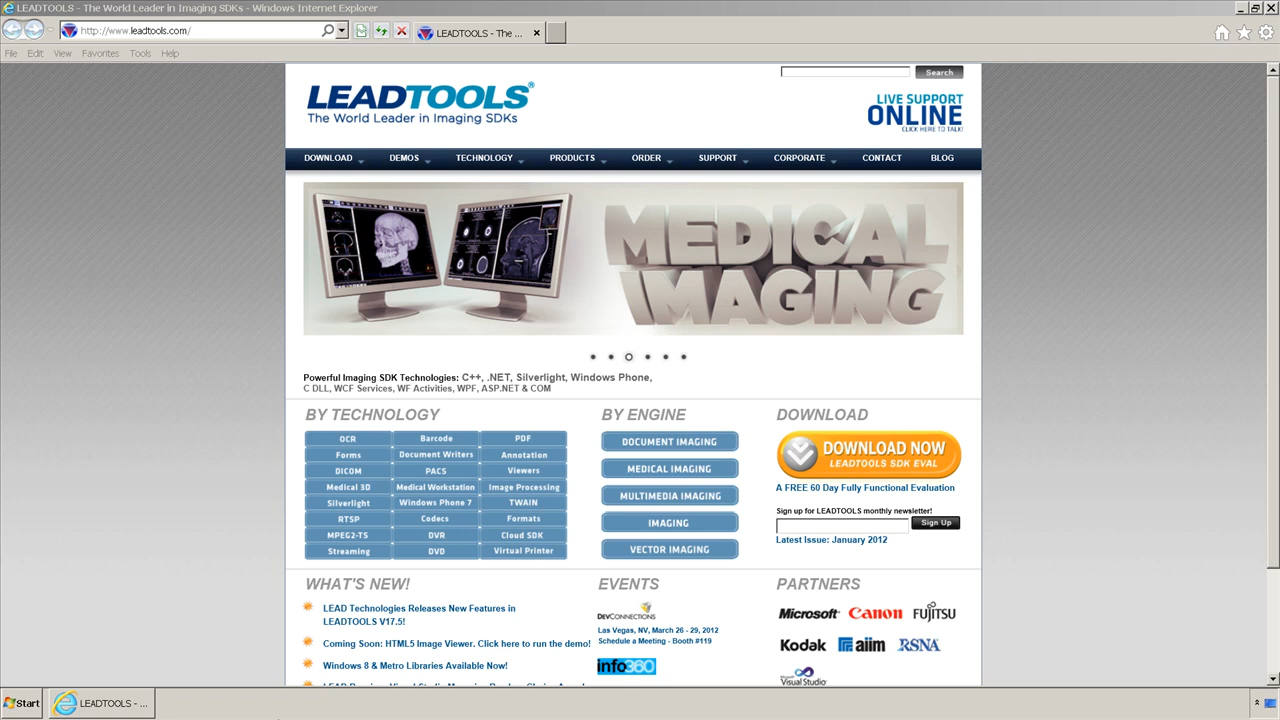 LEADTOOLS - The World Leader in Imaging SDKs - Windows Internet Explorer
http://www.leadtools.com/
LEADTOOLS - The ...
File Edit View Favorites Tools Help
Search
LEADTOOLS®
The World Leader in Imaging SDKs
LIVE SUPPORT
ONLINE
CLICK HERE TO TALK!
DOWNLOAD DEMOS TECHNOLOGY PRODUCTS ORDER SUPPORT CORPORATE CONTACT BLOG
MEDICAL
IMAGING
Powerful Imaging SDK Technologies: C++, .NET, Silverlight, Windows Phone,
C DLL, WCF Services, WF Activities, WPF, ASP.NET & COM
BY TECHNOLOGY
OCR Barcode PDF
Forms Document Writers Annotation
DICOM PACS Viewers
Medical 3D Medical Workstation Image Processing
Silverlight Windows Phone 7 TWAIN
RTSP Codecs Formats
MPEG2-TS DVR Cloud SDK
Streaming DVD Virtual Printer
BY ENGINE
DOCUMENT IMAGING
MEDICAL IMAGING
MULTIMEDIA IMAGING
IMAGING
VECTOR IMAGING
DOWNLOAD
DOWNLOAD NOW
LEADTOOLS SDK EVAL
A FREE 60 Day Fully Functional Evaluation
Sign up for LEADTOOLS monthly newsletter!
Sign Up
Latest Issue: January 2012
WHAT'S NEW!
LEAD Technologies Releases New Features in
LEADTOOLS V17.5!
Coming Soon: HTML5 Image Viewer. Click here to run the demo!
Windows 8 & Metro Libraries Available Now!
EVENTS
DEVCONNECTIONS
Las Vegas, NV, March 26 - 29, 2012
Schedule a Meeting - Booth #119
info360
PARTNERS
Microsoft Canon FUJITSU
Kodak aiim RSNA
Visual Studio
Start
LEADTOOLS - ...